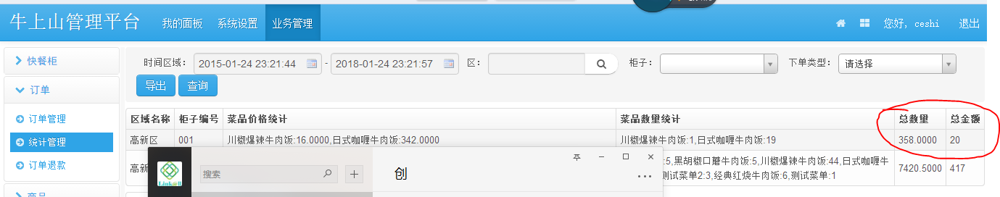 牛上山管理平台 我的面板 系统设置 业务管理 您好, ceshi 退出
快餐柜
订单
订单管理
统计管理
订单退款
时间区域: 2015-01-24 23:21:44 - 2018-01-24 23:21:57 区: 柜子: 下单类型: 请选择
导出 查询
区域名称 柜子编号 菜品价格统计 菜品数量统计 总数量 总金额
高新区 001 川椒爆辣牛肉饭:16.0000,日式咖喱牛肉饭:342.0000 川椒爆辣牛肉饭:1,日式咖喱牛肉饭:19 358.0000 20
高新 :5,黑胡椒口蘑牛肉饭:5,川椒爆辣牛肉饭:44,日式咖喱牛
测试菜单2:3,经典红烧牛肉饭:6,测试菜单:1 7420.5000 417
搜索 创